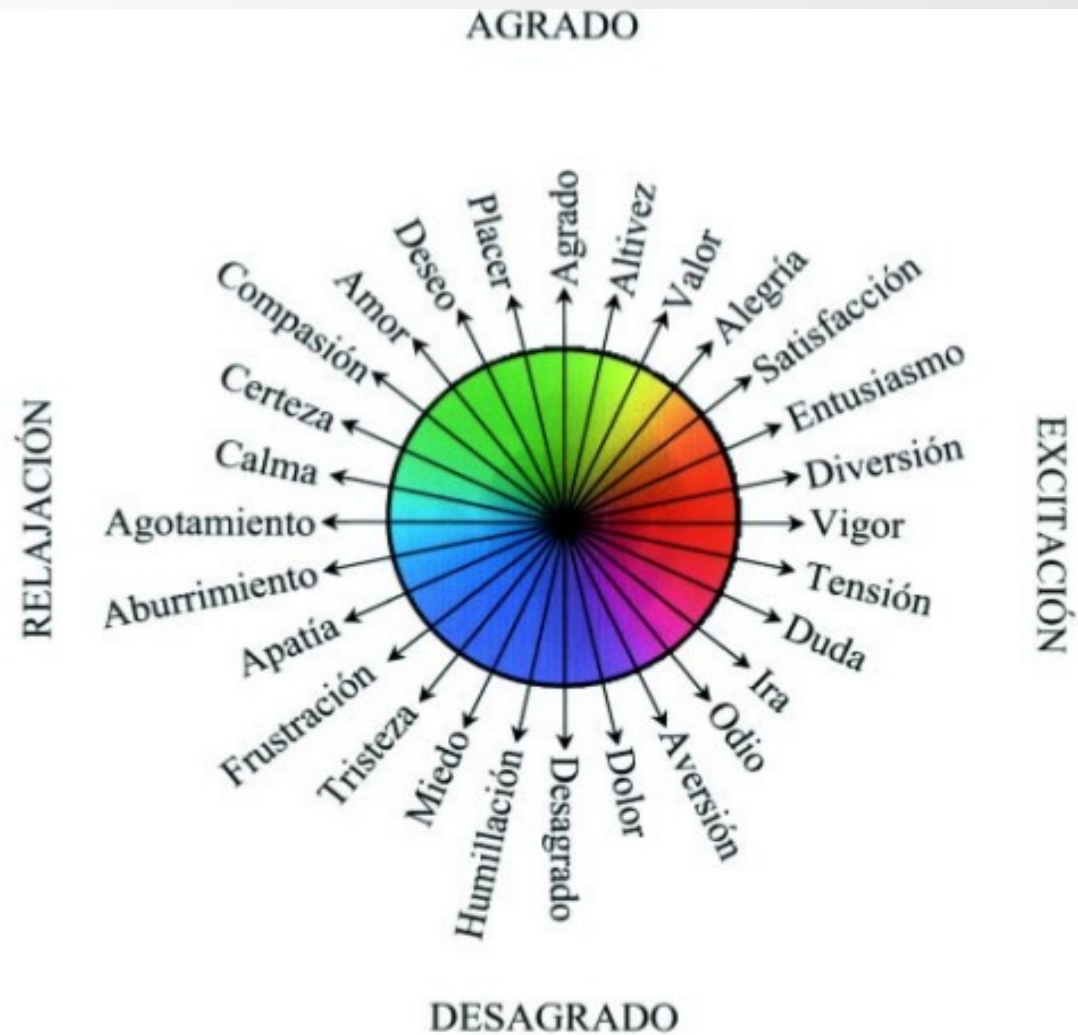 AGRADO
Agrado
Altivez
Valor
Alegría
Satisfacción
Entusiasmo
Diversión
Vigor
Tensión
Duda
Ira
Odio
Aversión
Dolor
Desagrado
Humillación
Miedo
Tristeza
Frustración
Apatía
Aburrimiento
Agotamiento
Calma
Certeza
Compasión
Amor
Deseo
Placer
RELAJACIÓN
EXCITACIÓN
DESAGRADO